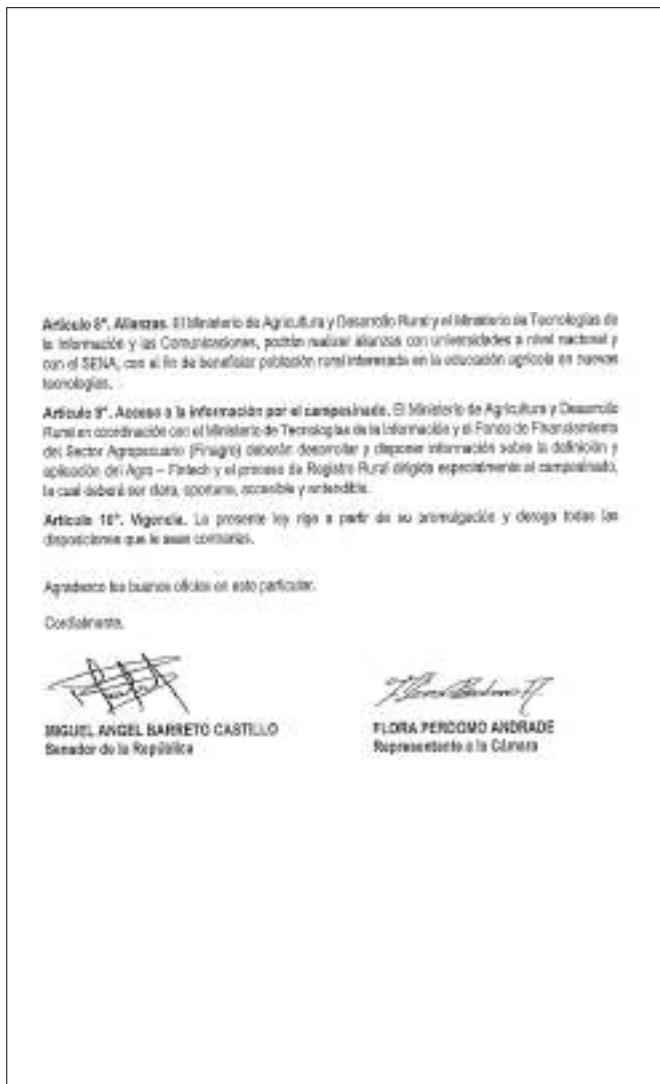 Artículo 8°. Alianzas. El Ministerio de Agricultura y Desarrollo Rural y el Ministerio de Tecnologías de
la Información y las Comunicaciones, podrán realizar alianzas con universidades a nivel nacional y
con el SENA, con el fin de beneficiar población rural interesada en la educación agrícola en nuevas
tecnologías.
Artículo 9°. Acceso a la información por el campesinado. El Ministerio de Agricultura y Desarrollo
Rural en coordinación con el Ministerio de Tecnologías de la Información y el Fondo de Financiamiento
del Sector Agropecuario (Finagro) deberán desarrollar y disponer información sobre la definición y
aplicación del Agro – Fintech y el proceso de Registro Rural dirigida especialmente al campesinado,
la cual deberá ser clara, oportuna, accesible y entendible.
Artículo 10°. Vigencia. La presente ley rige a partir de su promulgación y deroga todas las
disposiciones que le sean contrarias.
Agradezco los buenos oficios en este particular.
Cordialmente,
MIGUEL ANGEL BARRETO CASTILLO
Senador de la República
FLORA PERDOMO ANDRADE
Representante a la Cámara